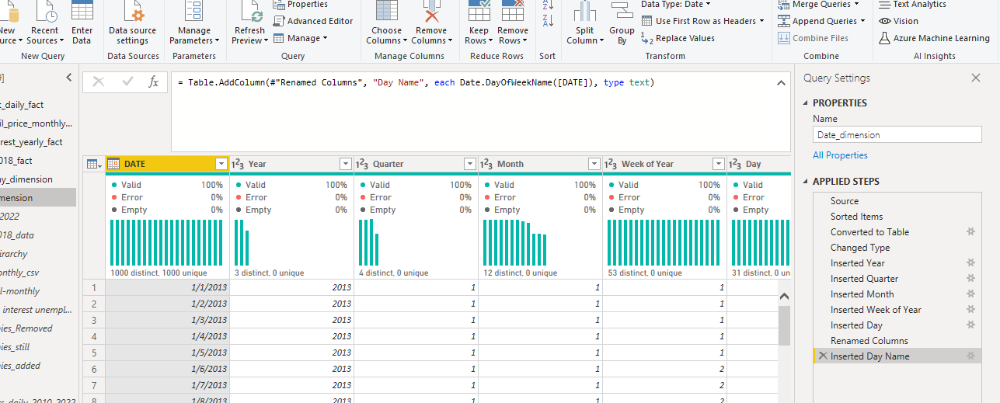 Properties
Data Type: Date
Merge Queries
Text Analytics
New Source
Recent Sources
Enter Data
Data source settings
Manage Parameters
Refresh Preview
Advanced Editor
Manage
Choose Columns
Remove Columns
Keep Rows
Remove Rows
Split Column
Group By
Use First Row as Headers
Replace Values
Append Queries
Combine Files
Vision
Azure Machine Learning
New Query
Data Sources
Parameters
Query
Manage Columns
Reduce Rows
Sort
Transform
Combine
AI Insights
9]
t_daily_fact
il_price_monthly...
rest_yearly_fact
018_fact
ny_dimension
mension
2022
018_data
irarchy
onthly_csv
l-monthly
interest unempl...
nies_Removed
nies_still
nies_added
rs_daily_2010_2022
fx
= Table.AddColumn(#"Renamed Columns", "Day Name", each Date.DayOfWeekName([DATE]), type text)
DATE 1²3 Year 1²3 Quarter 1²3 Month 1²3 Week of Year 1²3 Day
Valid 100% Valid 100% Valid 100% Valid 100% Valid 100% Valid
Error 0% Error 0% Error 0% Error 0% Error 0% Error
Empty 0% Empty 0% Empty 0% Empty 0% Empty 0% Empty
1000 distinct, 1000 unique 3 distinct, 0 unique 4 distinct, 0 unique 12 distinct, 0 unique 53 distinct, 0 unique 31 distinct, 0 un
1 1/1/2013 2013 1 1 1
2 1/2/2013 2013 1 1 1
3 1/3/2013 2013 1 1 1
4 1/4/2013 2013 1 1 1
5 1/5/2013 2013 1 1 1
6 1/6/2013 2013 1 1 2
7 1/7/2013 2013 1 1 2
8 1/8/2013 2013 1 1 2
Query Settings
PROPERTIES
Name
Date_dimension
All Properties
APPLIED STEPS
Source
Sorted Items
Converted to Table
Changed Type
Inserted Year
Inserted Quarter
Inserted Month
Inserted Week of Year
Inserted Day
Renamed Columns
Inserted Day Name